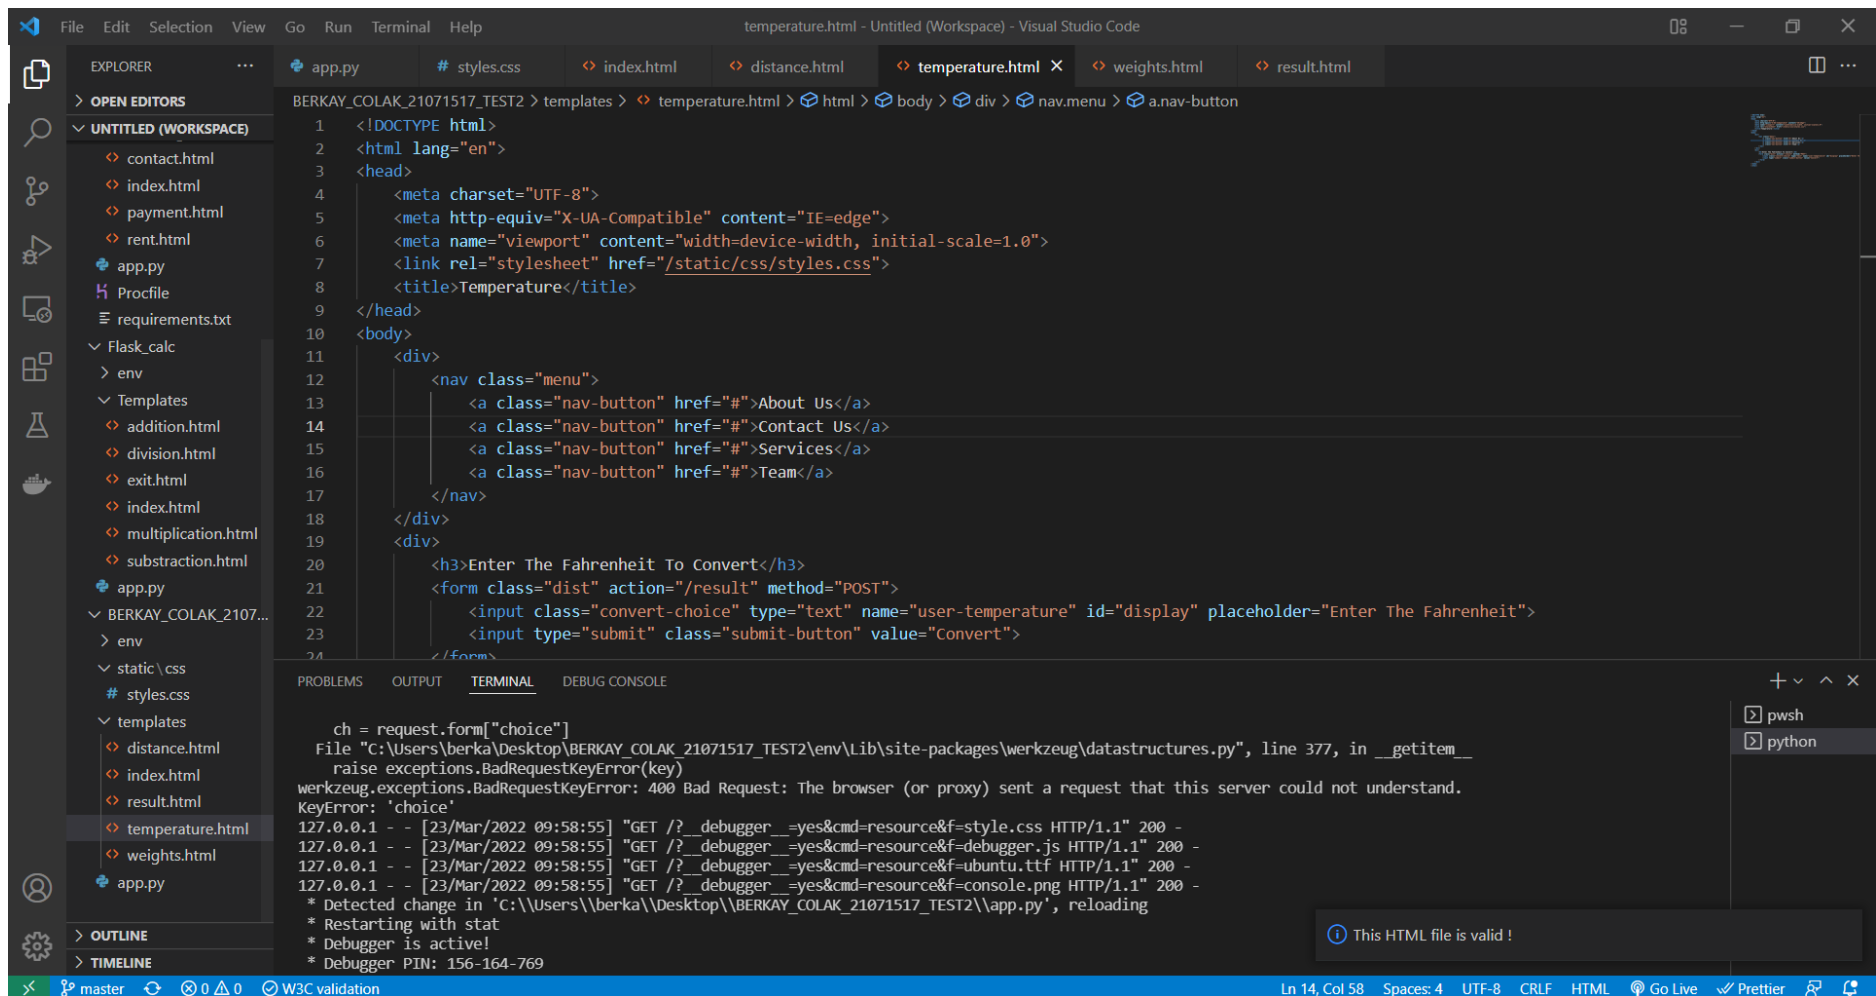 File Edit Selection View Go Run Terminal Help
temperature.html - Untitled (Workspace) - Visual Studio Code
EXPLORER
OPEN EDITORS
UNTITLED (WORKSPACE)
contact.html
index.html
payment.html
rent.html
app.py
Procfile
requirements.txt
Flask_calc
env
Templates
addition.html
division.html
exit.html
index.html
multiplication.html
substraction.html
app.py
BERKAY_COLAK_2107...
env
static\css
styles.css
templates
distance.html
index.html
result.html
temperature.html
weights.html
app.py
OUTLINE
TIMELINE
app.py styles.css index.html distance.html temperature.html weights.html result.html
BERKAY_COLAK_21071517_TEST2 > templates > temperature.html > html > body > div > nav.menu > a.nav-button
1 <!DOCTYPE html>
2 <html lang="en">
3 <head>
4 <meta charset="UTF-8">
5 <meta http-equiv="X-UA-Compatible" content="IE=edge">
6 <meta name="viewport" content="width=device-width, initial-scale=1.0">
7 <link rel="stylesheet" href="/static/css/styles.css">
8 <title>Temperature</title>
9 </head>
10 <body>
11 <div>
12 <nav class="menu">
13 <a class="nav-button" href="#">About Us</a>
14 <a class="nav-button" href="#">Contact Us</a>
15 <a class="nav-button" href="#">Services</a>
16 <a class="nav-button" href="#">Team</a>
17 </nav>
18 </div>
19 <div>
20 <h3>Enter The Fahrenheit To Convert</h3>
21 <form class="dist" action="/result" method="POST">
22 <input class="convert-choice" type="text" name="user-temperature" id="display" placeholder="Enter The Fahrenheit">
23 <input type="submit" class="submit-button" value="Convert">
24 </form>
PROBLEMS OUTPUT TERMINAL DEBUG CONSOLE
ch = request.form["choice"]
File "C:\Users\berka\Desktop\BERKAY_COLAK_21071517_TEST2\env\Lib\site-packages\werkzeug\datastructures.py", line 377, in __getitem__
raise exceptions.BadRequestKeyError(key)
werkzeug.exceptions.BadRequestKeyError: 400 Bad Request: The browser (or proxy) sent a request that this server could not understand.
KeyError: 'choice'
127.0.0.1 - - [23/Mar/2022 09:58:55] "GET /?__debugger__=yes&cmd=resource&f=style.css HTTP/1.1" 200 -
127.0.0.1 - - [23/Mar/2022 09:58:55] "GET /?__debugger__=yes&cmd=resource&f=debugger.js HTTP/1.1" 200 -
127.0.0.1 - - [23/Mar/2022 09:58:55] "GET /?__debugger__=yes&cmd=resource&f=ubuntu.ttf HTTP/1.1" 200 -
127.0.0.1 - - [23/Mar/2022 09:58:55] "GET /?__debugger__=yes&cmd=resource&f=console.png HTTP/1.1" 200 -
* Detected change in 'C:\\Users\\berka\\Desktop\\BERKAY_COLAK_21071517_TEST2\\app.py', reloading
* Restarting with stat
* Debugger is active!
* Debugger PIN: 156-164-769
pwsh
python
This HTML file is valid !
master 0 0 W3C validation Ln 14, Col 58 Spaces: 4 UTF-8 CRLF HTML Go Live Prettier